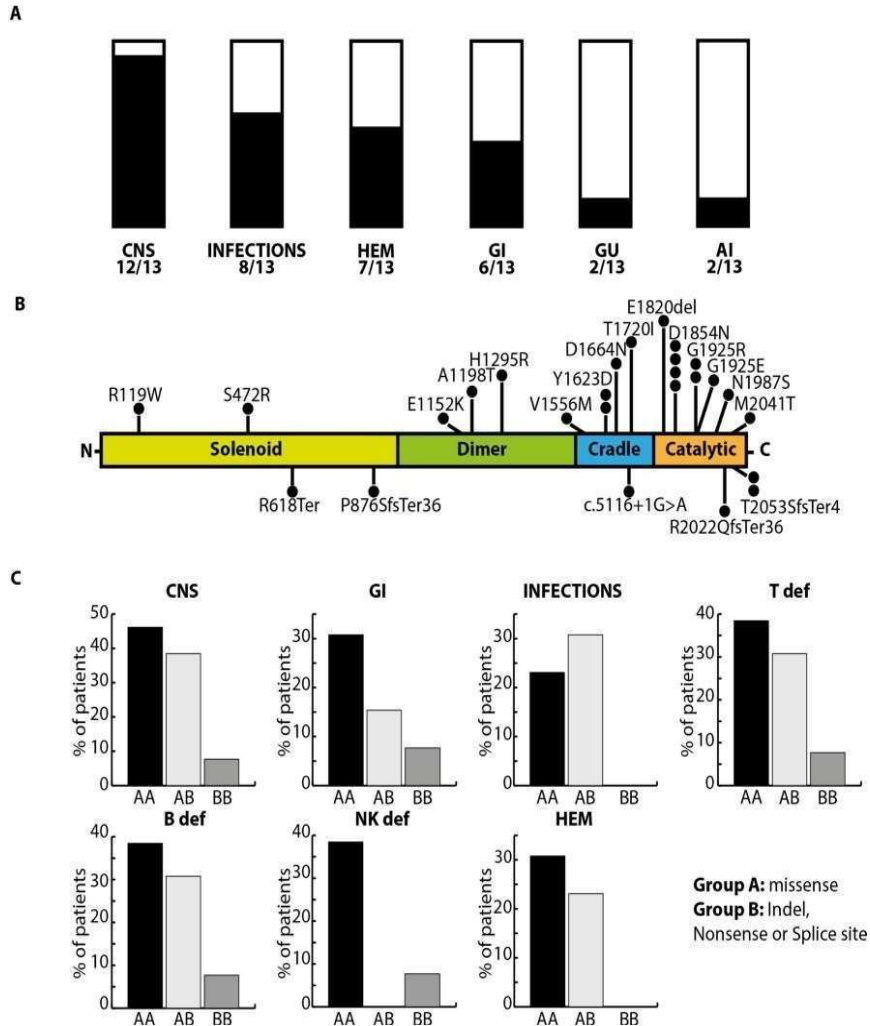 A
CNS INFECTIONS HEM GI GU AI
12/13 8/13 7/13 6/13 2/13 2/13
B
E1820del
T1720I D1854N
D1664N G1925R
H1295R G1925E
A1198T Y1623D N1987S
R119W S472R E1152K V1556M M2041T
N Solenoid Dimer Cradle Catalytic C
R618Ter P876SfsTer36 c.5116+1G>A T2053SfsTer4
R2022QfsTer36
C
CNS
% of patients
50
40
30
20
10
0
AA AB BB
GI
% of patients
30
20
10
0
AA AB BB
INFECTIONS
% of patients
30
20
10
0
AA AB BB
T def
% of patients
40
30
20
10
0
AA AB BB
B def
% of patients
40
30
20
10
0
AA AB BB
NK def
% of patients
40
30
20
10
0
AA AB BB
HEM
% of patients
30
20
10
0
AA AB BB
Group A: missense
Group B: Indel,
Nonsense or Splice site